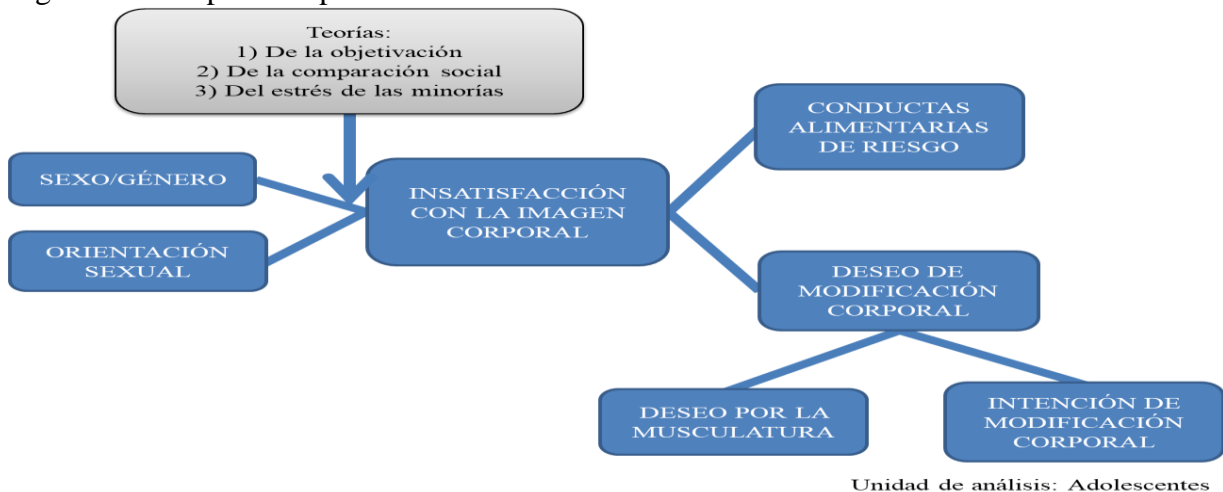 Teorías:
1) De la objetivación
2) De la comparación social
3) Del estrés de las minorías
SEXO/GÉNERO
ORIENTACIÓN
SEXUAL
INSATISFACCIÓN
CON LA IMAGEN
CORPORAL
CONDUCTAS
ALIMENTARIAS
DE RIESGO
DESEO DE
MODIFICACIÓN
CORPORAL
DESEO POR LA
MUSCULATURA
INTENCIÓN DE
MODIFICACIÓN
CORPORAL
Unidad de análisis: Adolescentes